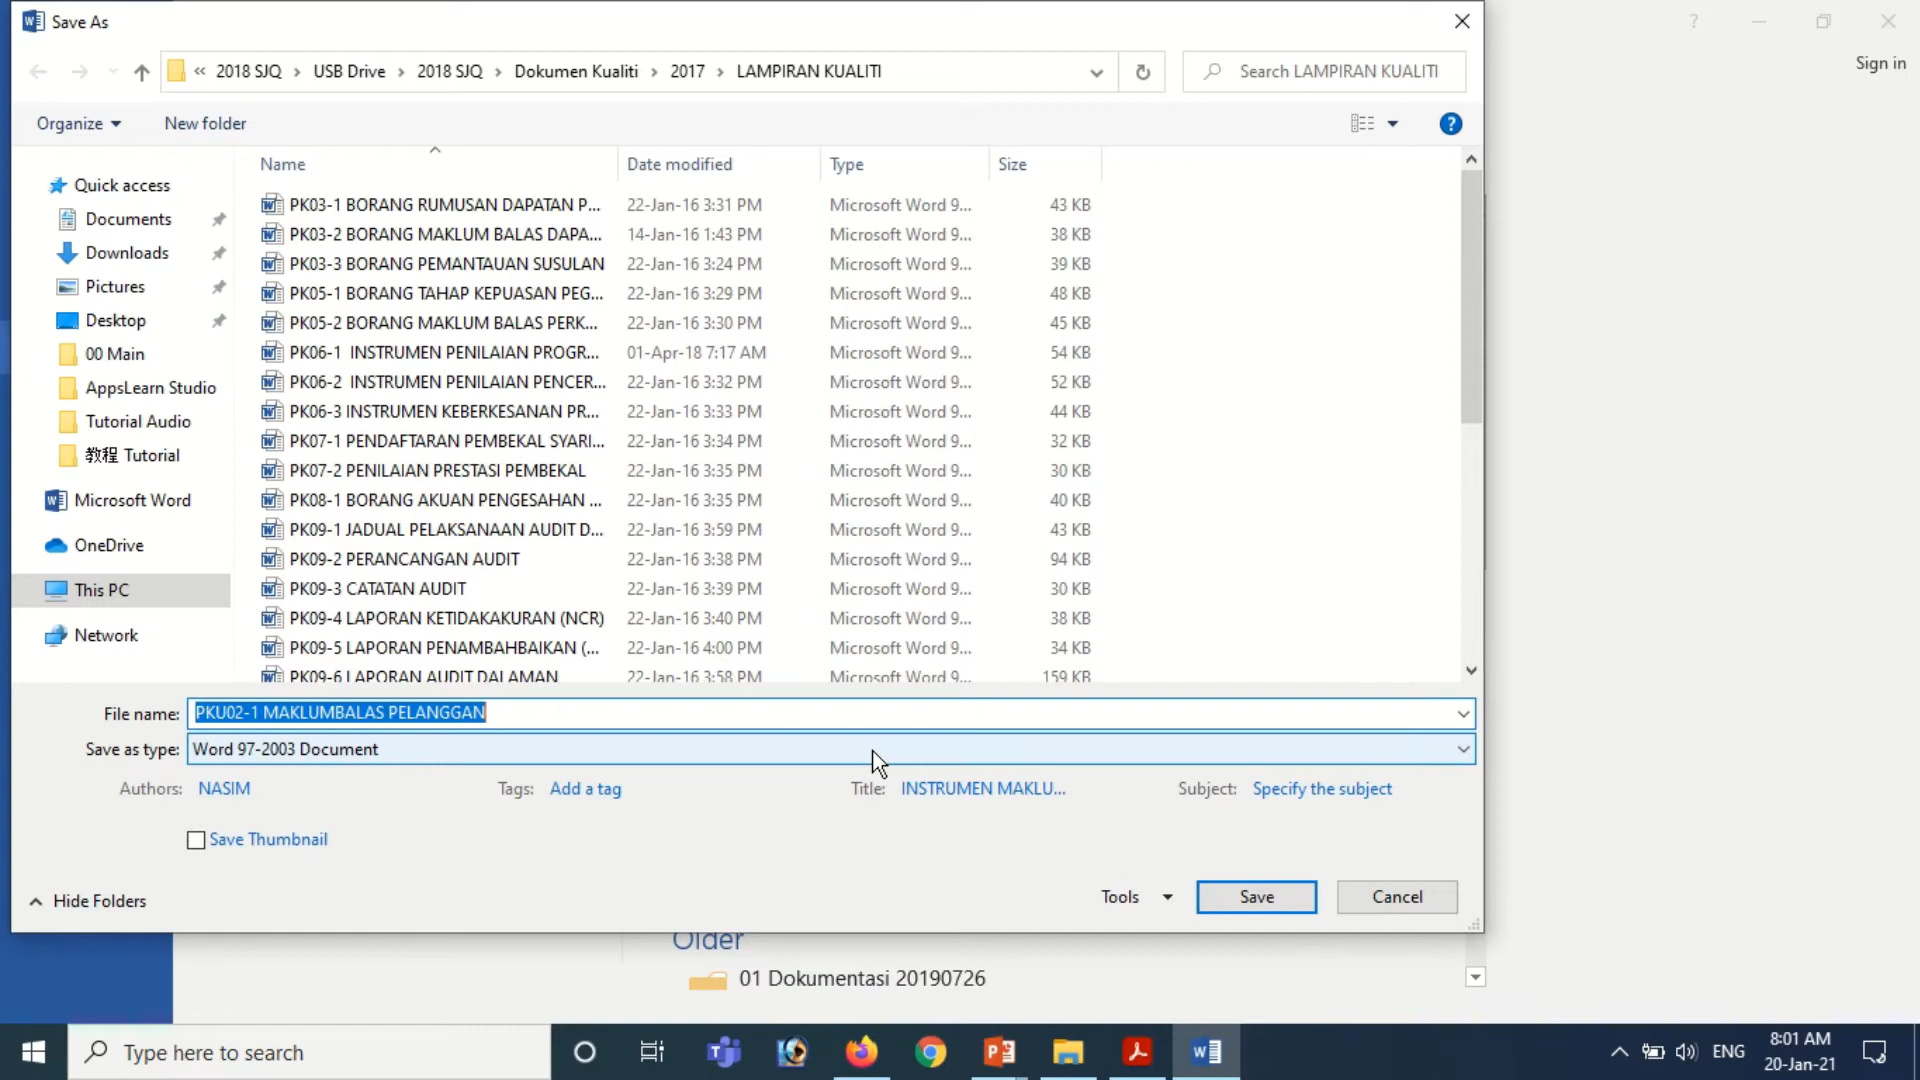 Save As
?
Sign in
« 2018 SJQ › USB Drive › 2018 SJQ › Dokumen Kualiti › 2017 › LAMPIRAN KUALITI
Search LAMPIRAN KUALITI
Organize
New folder
?
Name Date modified Type Size
Quick access
Documents
Downloads
Pictures
Desktop
00 Main
AppsLearn Studio
Tutorial Audio
教程 Tutorial
Microsoft Word
OneDrive
This PC
Network
PK03-1 BORANG RUMUSAN DAPATAN P... 22-Jan-16 3:31 PM Microsoft Word 9... 43 KB
PK03-2 BORANG MAKLUM BALAS DAPA... 14-Jan-16 1:43 PM Microsoft Word 9... 38 KB
PK03-3 BORANG PEMANTAUAN SUSULAN 22-Jan-16 3:24 PM Microsoft Word 9... 39 KB
PK05-1 BORANG TAHAP KEPUASAN PEG... 22-Jan-16 3:29 PM Microsoft Word 9... 48 KB
PK05-2 BORANG MAKLUM BALAS PERK... 22-Jan-16 3:30 PM Microsoft Word 9... 45 KB
PK06-1 INSTRUMEN PENILAIAN PROGR... 01-Apr-18 7:17 AM Microsoft Word 9... 54 KB
PK06-2 INSTRUMEN PENILAIAN PENCER... 22-Jan-16 3:32 PM Microsoft Word 9... 52 KB
PK06-3 INSTRUMEN KEBERKESANAN PR... 22-Jan-16 3:33 PM Microsoft Word 9... 44 KB
PK07-1 PENDAFTARAN PEMBEKAL SYARI... 22-Jan-16 3:34 PM Microsoft Word 9... 32 KB
PK07-2 PENILAIAN PRESTASI PEMBEKAL 22-Jan-16 3:35 PM Microsoft Word 9... 30 KB
PK08-1 BORANG AKUAN PENGESAHAN ... 22-Jan-16 3:35 PM Microsoft Word 9... 40 KB
PK09-1 JADUAL PELAKSANAAN AUDIT D... 22-Jan-16 3:59 PM Microsoft Word 9... 43 KB
PK09-2 PERANCANGAN AUDIT 22-Jan-16 3:38 PM Microsoft Word 9... 94 KB
PK09-3 CATATAN AUDIT 22-Jan-16 3:39 PM Microsoft Word 9... 30 KB
PK09-4 LAPORAN KETIDAKAKURAN (NCR) 22-Jan-16 3:40 PM Microsoft Word 9... 38 KB
PK09-5 LAPORAN PENAMBAHBAIKAN (... 22-Jan-16 4:00 PM Microsoft Word 9... 34 KB
PK09-6 LAPORAN AUDIT DALAMAN 22-Jan-16 3:58 PM Microsoft Word 9... 159 KB
File name: PKU02-1 MAKLUMBALAS PELANGGAN
Save as type: Word 97-2003 Document
Authors: NASIM Tags: Add a tag Title: INSTRUMEN MAKLU... Subject: Specify the subject
Save Thumbnail
Hide Folders
Tools Save Cancel
Older
01 Dokumentasi 20190726
Type here to search
ENG
8:01 AM
20-Jan-21